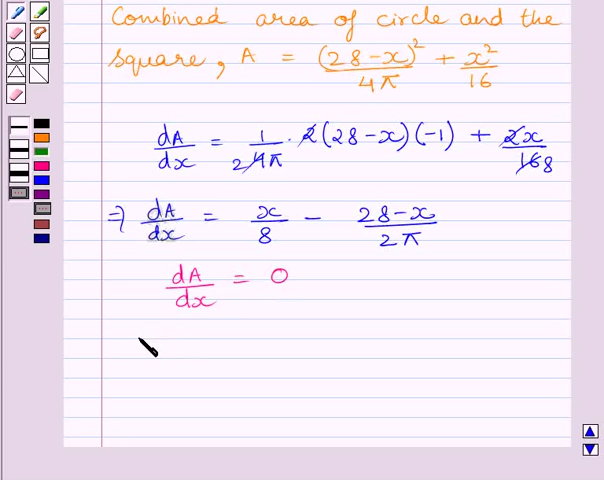 Combined area of circle and the
square, A = (28-x)²/4π + x²/16
dA/dx = 1/4π · 2(28-x)(-1) + 2x/16
2 8
⇒ dA/dx = x/8 - 28-x/2π
dA/dx = 0